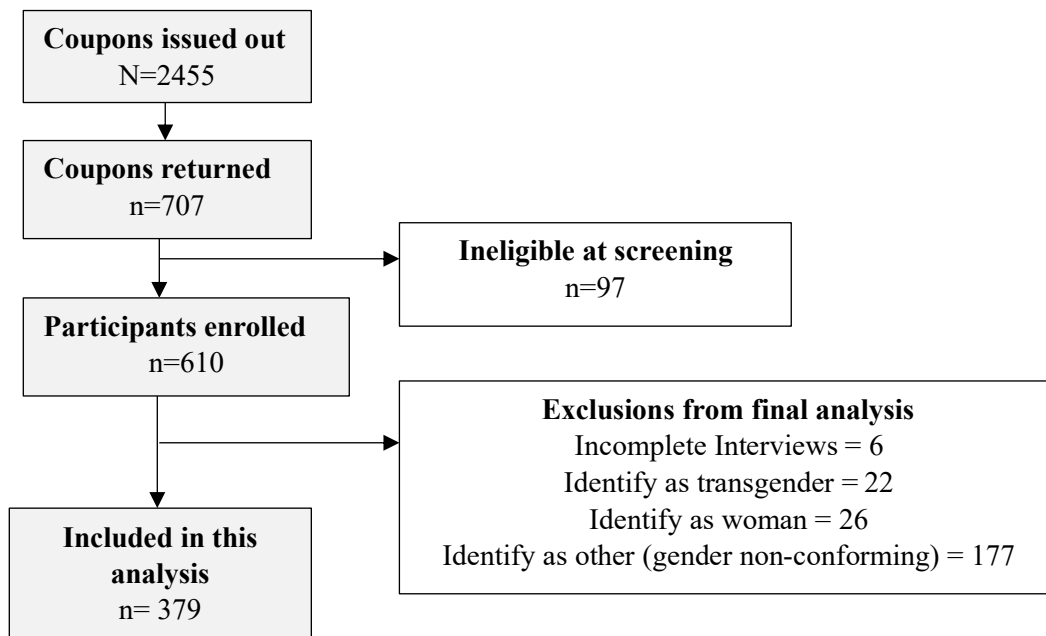 Coupons issued out
N=2455
Coupons returned
n=707
Ineligible at screening
n=97
Participants enrolled
n=610
Exclusions from final analysis
Incomplete Interviews = 6
Identify as transgender = 22
Identify as woman = 26
Identify as other (gender non-conforming) = 177
Included in this
analysis
n= 379